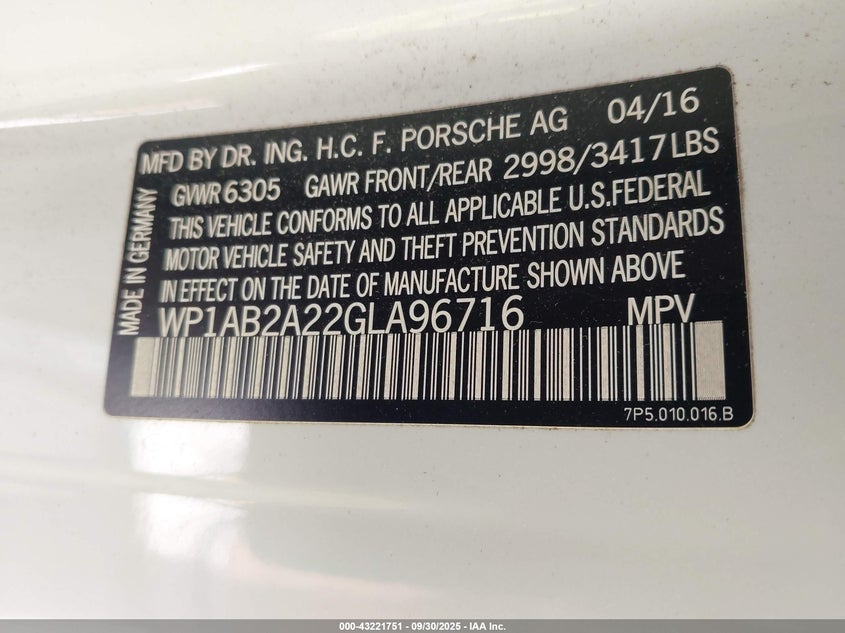 MFD BY DR. ING. H.C. F. PORSCHE AG 04/16
GVWR 6305 GAWR FRONT/REAR 2998/3417LBS
THIS VEHICLE CONFORMS TO ALL APPLICABLE U.S.FEDERAL
MOTOR VEHICLE SAFETY AND THEFT PREVENTION STANDARDS
IN EFFECT ON THE DATE OF MANUFACTURE SHOWN ABOVE
MADE IN GERMANY
WP1AB2A22GLA96716 MPV
7P5.010.016.B
000-43221751 - 09/30/2025 - IAA Inc.